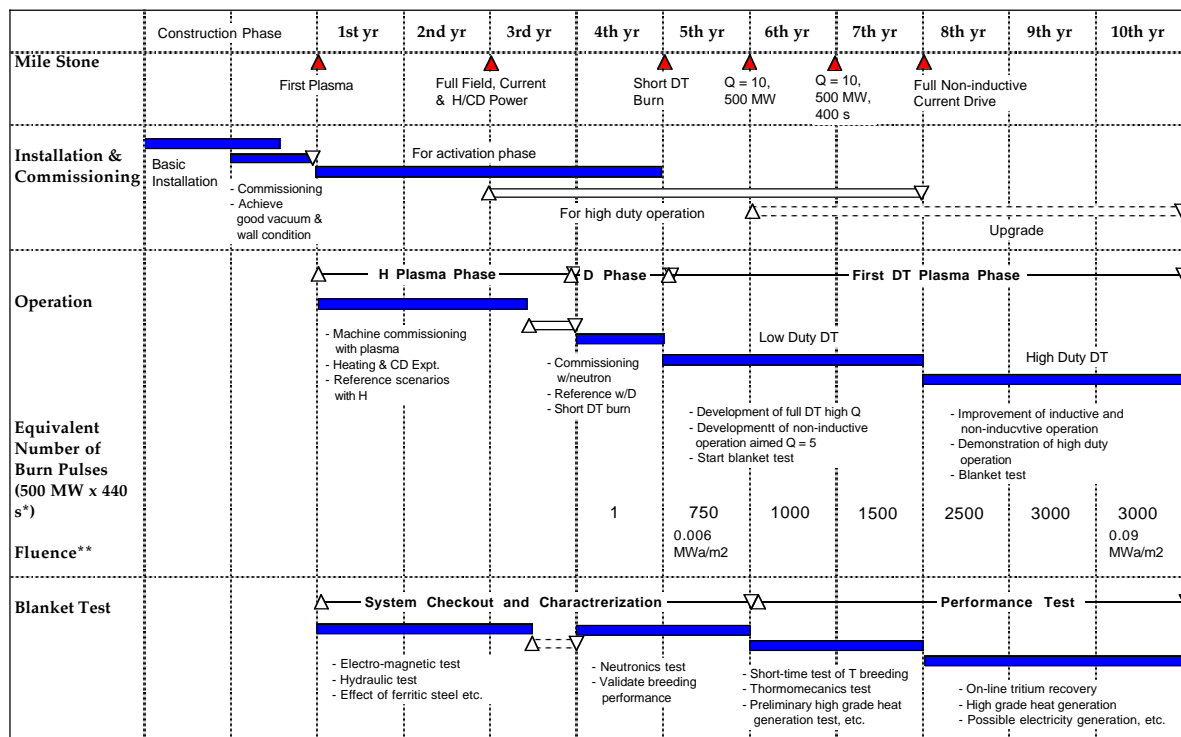 Construction Phase
1st yr
2nd yr
3rd yr
4th yr
5th yr
6th yr
7th yr
8th yr
9th yr
10th yr
Mile Stone
First Plasma
Full Field, Current
& H/CD Power
Short DT
Burn
Q = 10,
500 MW
Q = 10,
500 MW,
400 s
Full Non-inductive
Current Drive
Installation &
Commissioning
Basic
Installation
- Commissioning
- Achieve
good vacuum &
wall condition
For activation phase
For high duty operation
Upgrade
Operation
H Plasma Phase
D Phase
First DT Plasma Phase
- Machine commissioning
with plasma
- Heating & CD Expt.
- Reference scenarios
with H
- Commissioning
w/neutron
- Reference w/D
- Short DT burn
Low Duty DT
- Development of full DT high Q
- Developmentt of non-inductive
operation aimed Q = 5
- Start blanket test
High Duty DT
- Improvement of inductive and
non-inducvtive operation
- Demonstration of high duty
operation
- Blanket test
Equivalent
Number of
Burn Pulses
(500 MW x 440
s*)
1
750
1000
1500
2500
3000
3000
Fluence**
0.006
MWa/m2
0.09
MWa/m2
Blanket Test
System Checkout and Charactrerization
Performance Test
- Electro-magnetic test
- Hydraulic test
- Effect of ferritic steel etc.
- Neutronics test
- Validate breeding
performance
- Short-time test of T breeding
- Thormomecanics test
- Preliminary high grade heat
generation test, etc.
- On-line tritium recovery
- High grade heat generation
- Possible electricity generation, etc.